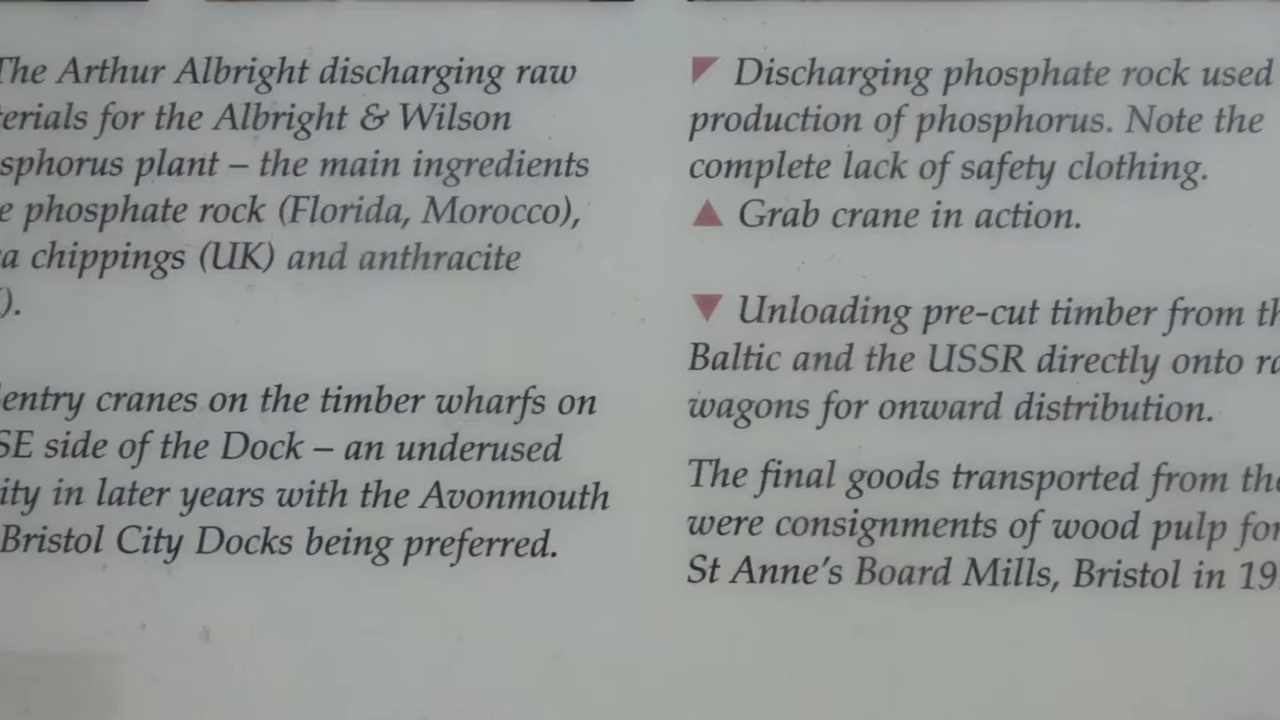 The Arthur Albright discharging raw
terials for the Albright & Wilson
sphorus plant – the main ingredients
e phosphate rock (Florida, Morocco),
a chippings (UK) and anthracite
).
entry cranes on the timber wharfs on
SE side of the Dock – an underused
ity in later years with the Avonmouth
Bristol City Docks being preferred.
Discharging phosphate rock used
production of phosphorus. Note the
complete lack of safety clothing.
Grab crane in action.
Unloading pre-cut timber from th
Baltic and the USSR directly onto ra
wagons for onward distribution.
The final goods transported from the
were consignments of wood pulp for
St Anne's Board Mills, Bristol in 19